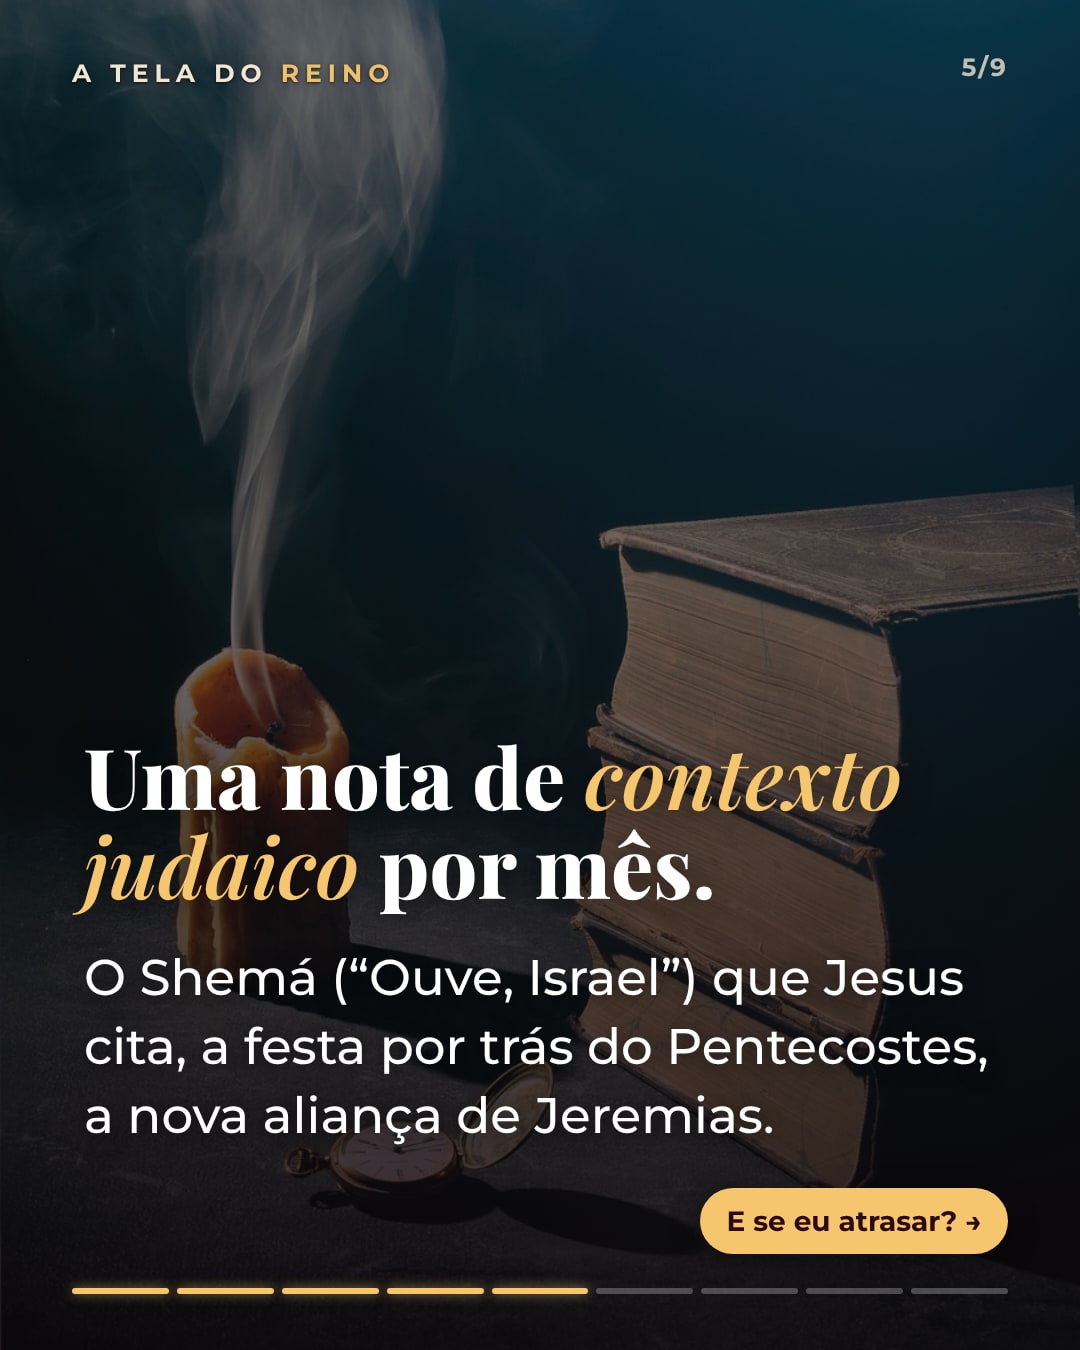 A TELA DO REINO
5/9
Uma nota de contexto
judaico por mês.
O Shemá (“Ouve, Israel”) que Jesus
cita, a festa por trás do Pentecostes,
a nova aliança de Jeremias.
E se eu atrasar? →